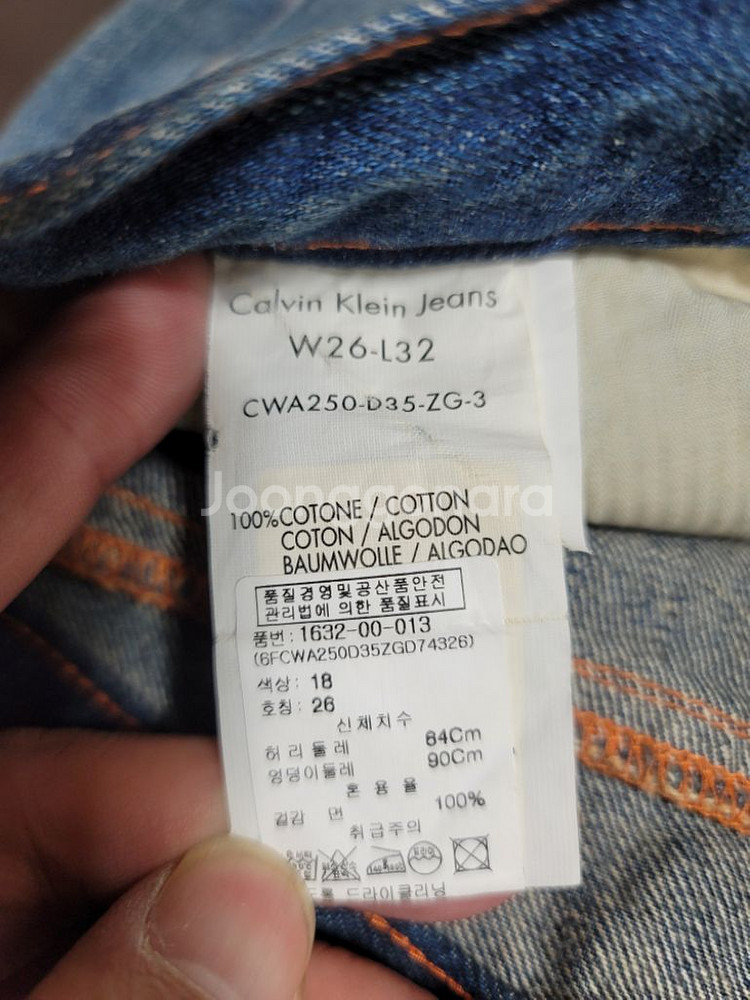 Calvin Klein Jeans
W26-L32
CWA250-D35-ZG-3
Joonggonara
100%COTONE / COTTON
COTON / ALGODON
BAUMWOLLE / ALGODAO
품질경영및공산품안전
관리법에 의한 품질표시
품번: 1632-00-013
(6FCWA250D35ZGD74326)
색상: 18
호칭: 26
신체치수
허리둘레 84Cm
엉덩이둘레 90Cm
혼용율
겉감 면 100%
취급주의
드라이클리닝